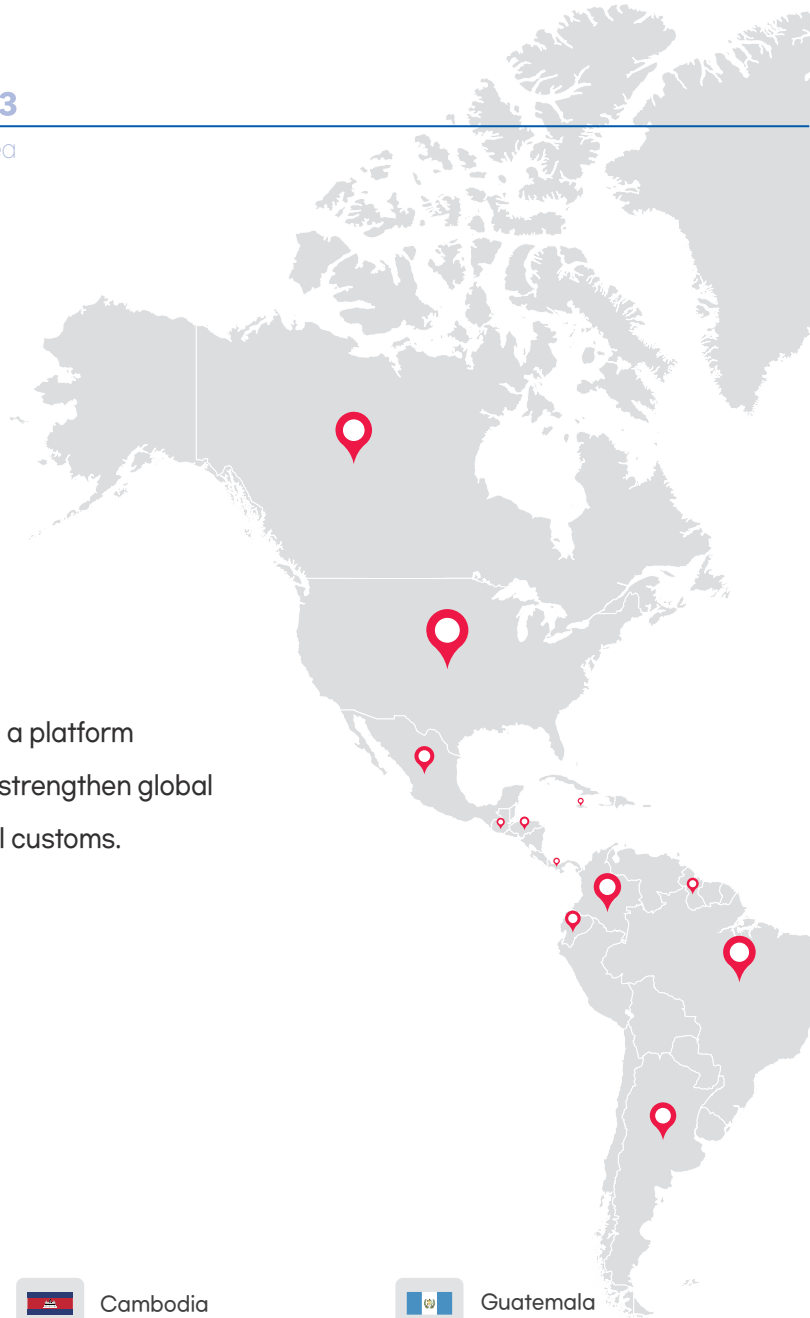 3
a platform
strengthen global
customs.
Cambodia
Guatemala